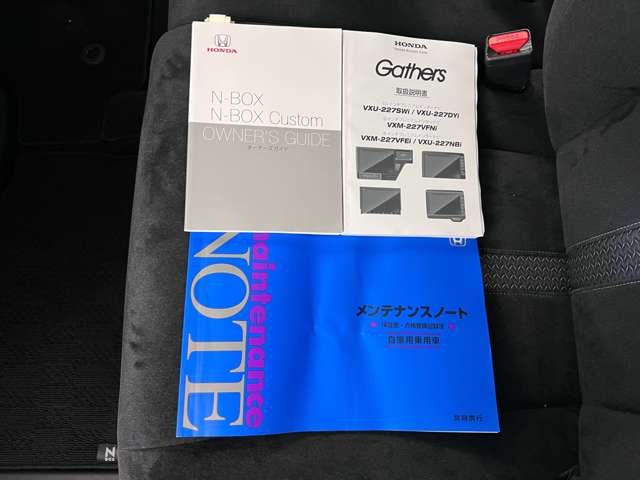 HONDA
N-BOX
N-BOX Custom
OWNER'S GUIDE
オーナーズガイド
HONDA
Gathers
取扱説明書
VXU-227SWi / VXU-227DYi
VXM-227VFNi
VXM-227VFEi / VXU-227NBi
maintenance
NOTE
メンテナンスノート
自家用乗用車
N
BOX